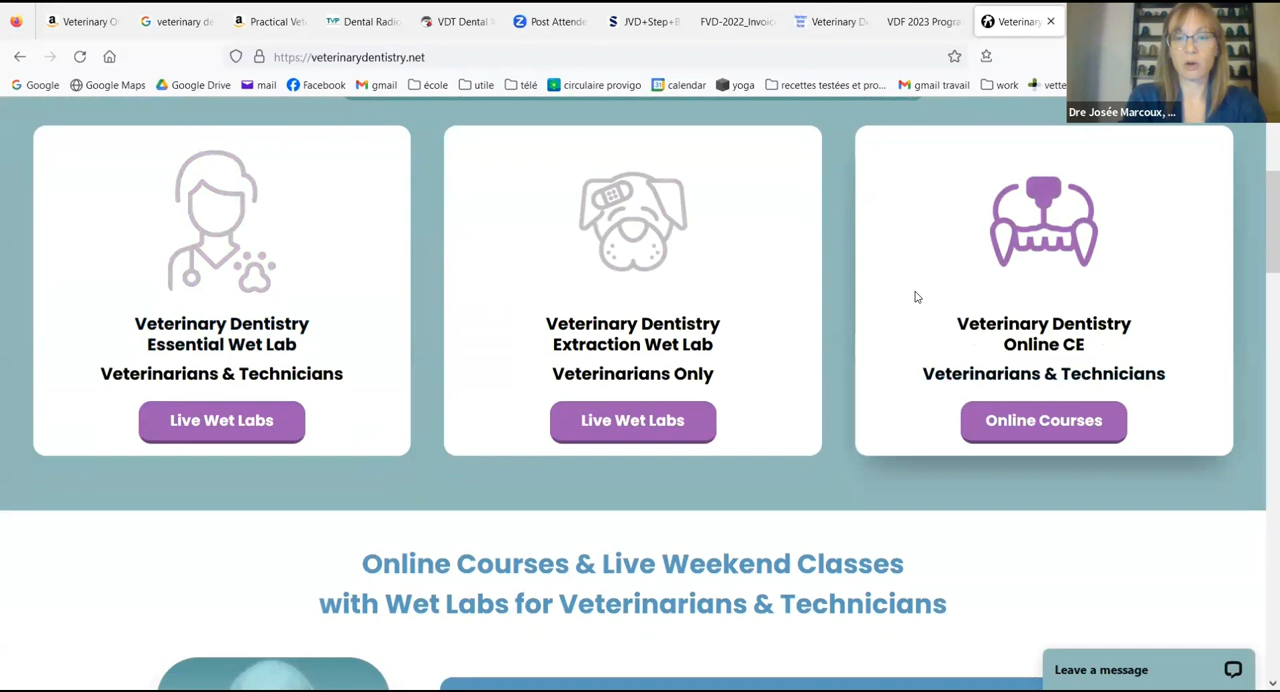 Veterinary O
veterinary de
Practical Vet
TVP Dental Radio
VDT Dental
Post Attende
JVD+Step+B
FVD-2022_Invoic
Veterinary D
VDF 2023 Progra
Veterinary
https://veterinarydentistry.net
Google
Google Maps
Google Drive
mail
Facebook
gmail
école
utile
télé
circulaire provigo
calendar
yoga
recettes testées et pro...
gmail travail
work
vette
Dre Josée Marcoux, ...
Veterinary Dentistry
Essential Wet Lab
Veterinarians & Technicians
Live Wet Labs
Veterinary Dentistry
Extraction Wet Lab
Veterinarians Only
Live Wet Labs
Veterinary Dentistry
Online CE
Veterinarians & Technicians
Online Courses
Online Courses & Live Weekend Classes
with Wet Labs for Veterinarians & Technicians
Leave a message